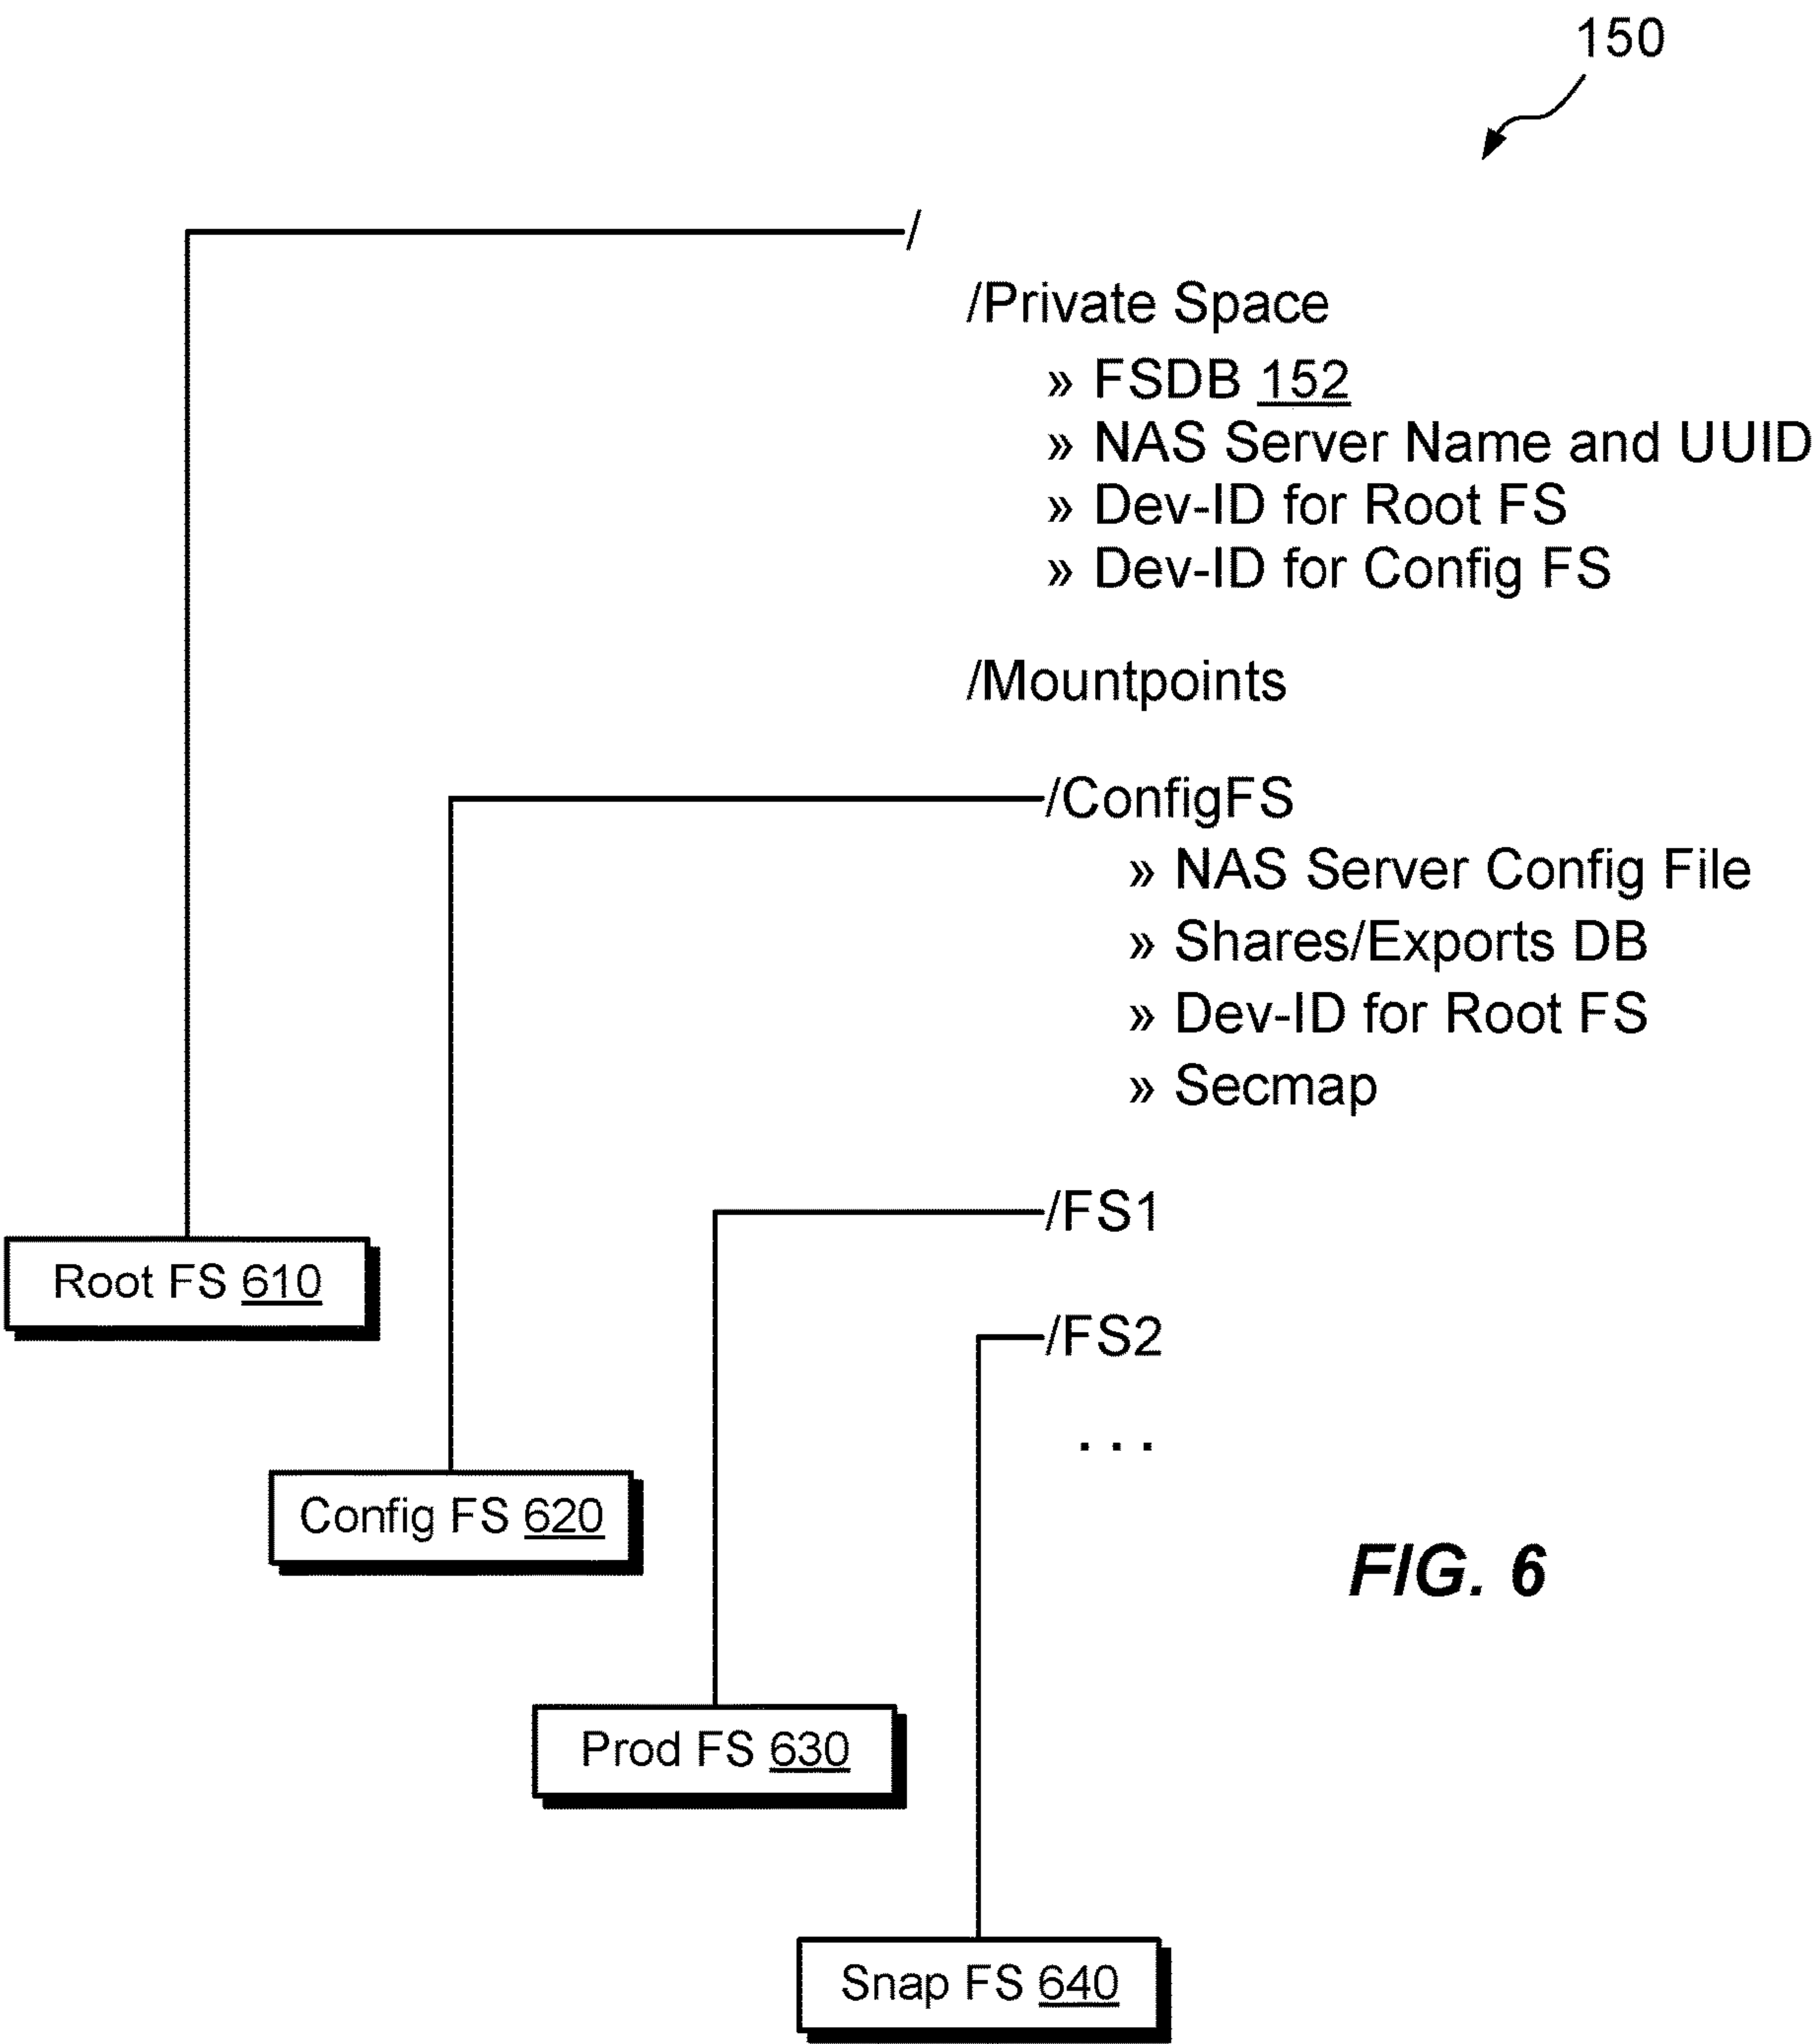 150
/
/Private Space
» FSDB 152
» NAS Server Name and UUID
» Dev-ID for Root FS
» Dev-ID for Config FS
/Mountpoints
/ConfigFS
» NAS Server Config File
» Shares/Exports DB
» Dev-ID for Root FS
» Secmap
/FS1
Root FS 610
/FS2
. . .
Config FS 620
FIG. 6
Prod FS 630
Snap FS 640